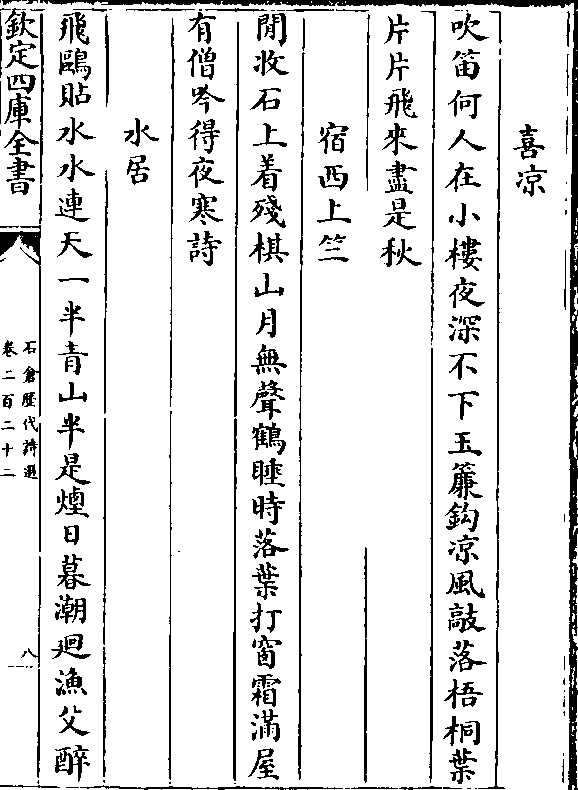 喜凉
吹笛何人在小樓夜深不下玉簾鈎凉風敲落梧桐葉
片片飛來盡是秋
宿西上竺
閒收石上着殘棋山月無聲鶴睡時落葉打窗霜滿屋
有僧吟得夜寒詩
水居
飛鷗貼水水連天一半青山半是煙日暮潮廻漁父醉
欽定四庫全書
石倉歷代詩選
卷二百二十二
八